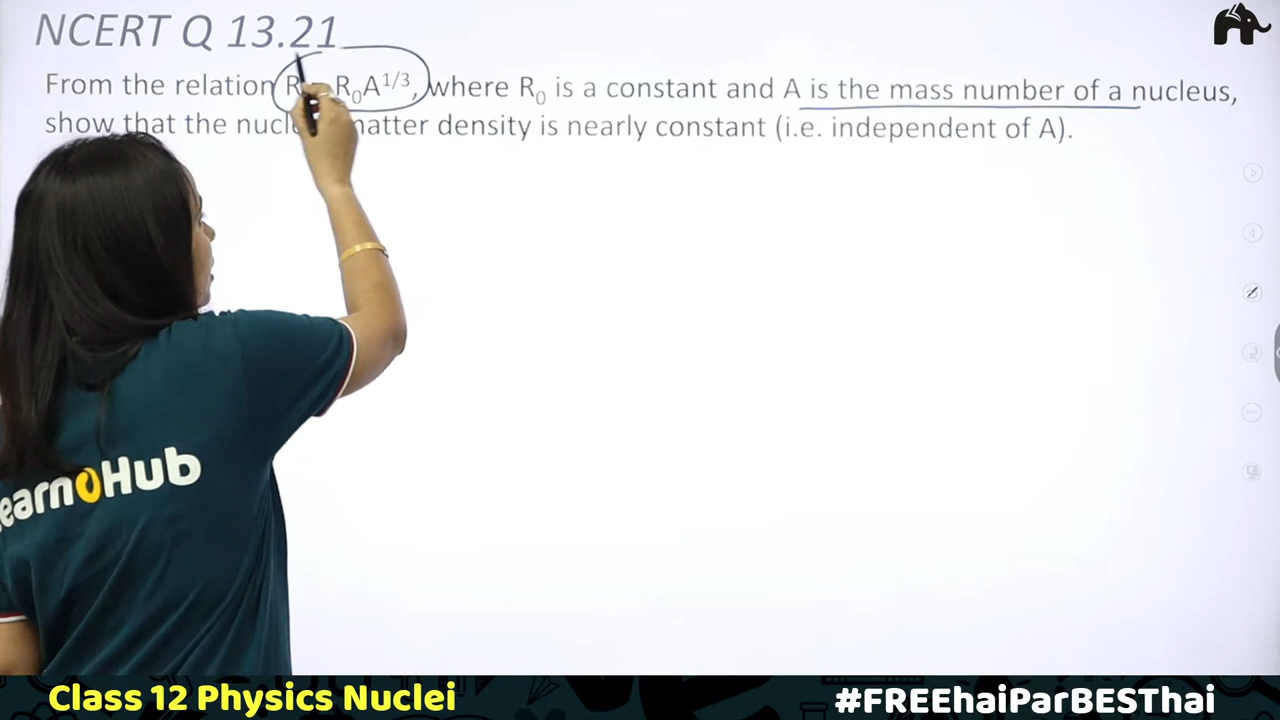 NCERT Q 13.21
From the relation R = R₀A^1/3, where R₀ is a constant and A is the mass number of a nucleus,
show that the nucl matter density is nearly constant (i.e. independent of A).
LearnoHub
Class 12 Physics Nuclei
#FREEhaiParBESThai